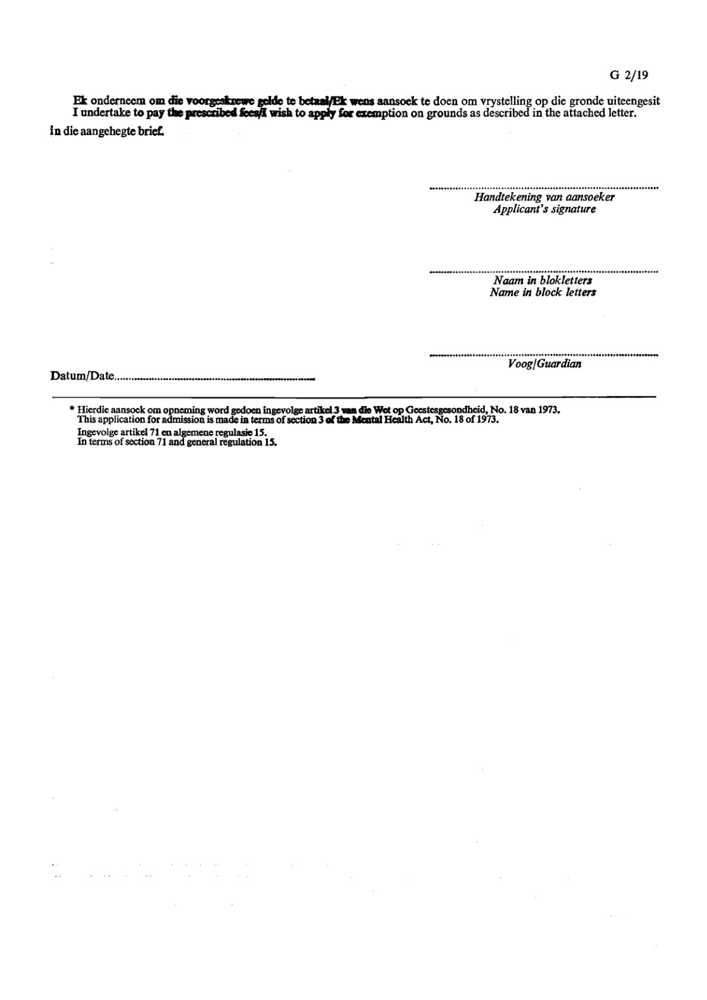 G 2/19
Ek onderneem om die voorgeskrewe gelde te betaal/Ek wens aansoek te doen om vrystelling op die gronde uiteengesit
I undertake to pay the prescribed fees/I wish to apply for exemption on grounds as described in the attached letter.
in die aangehegte brief.
Handtekening van aansoeker
Applicant's signature
Naam in blokletters
Name in block letters
Voog/Guardian
Datum/Date
* Hierdie aansoek om opneming word gedoen ingevolge artikel 3 van die Wet op Geestesgesondheid, No. 18 van 1973.
This application for admission is made in terms of section 3 of the Mental Health Act, No. 18 of 1973.
Ingevolge artikel 71 en algemene regulasie 15.
In terms of section 71 and general regulation 15.